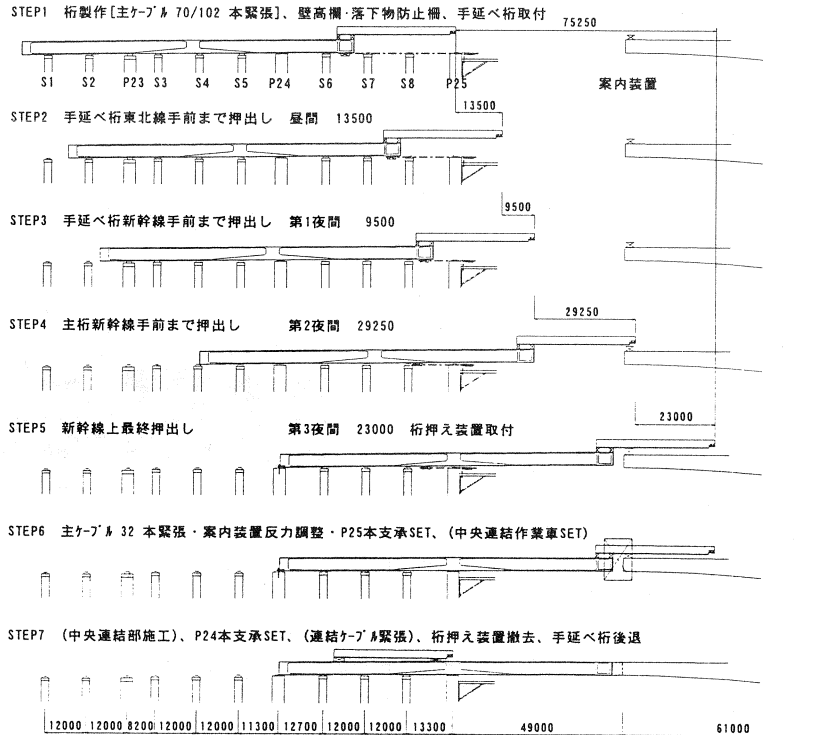 STEP1 桁製作[主ｹｰﾌﾞﾙ 70/102 本緊張]、壁高欄･落下物防止柵、手延べ桁取付
75250
S1 S2 P23 S3 S4 S5 P24 S6 S7 S8 P25
案内装置
13500
STEP2 手延べ桁東北線手前まで押出し 昼間 13500
9500
STEP3 手延べ桁新幹線手前まで押出し 第1夜間 9500
29250
STEP4 主桁新幹線手前まで押出し 第2夜間 29250
23000
STEP5 新幹線上最終押出し 第3夜間 23000 桁押え装置取付
STEP6 主ｹｰﾌﾞﾙ 32 本緊張・案内装置反力調整・P25本支承SET、(中央連結作業車SET)
STEP7 (中央連結部施工)、P24本支承SET、(連結ｹｰﾌﾞﾙ緊張)、桁押え装置撤去、手延べ桁後退
12000 12000 8200 12000 12000 11300 12700 12000 12000 13300 49000 61000